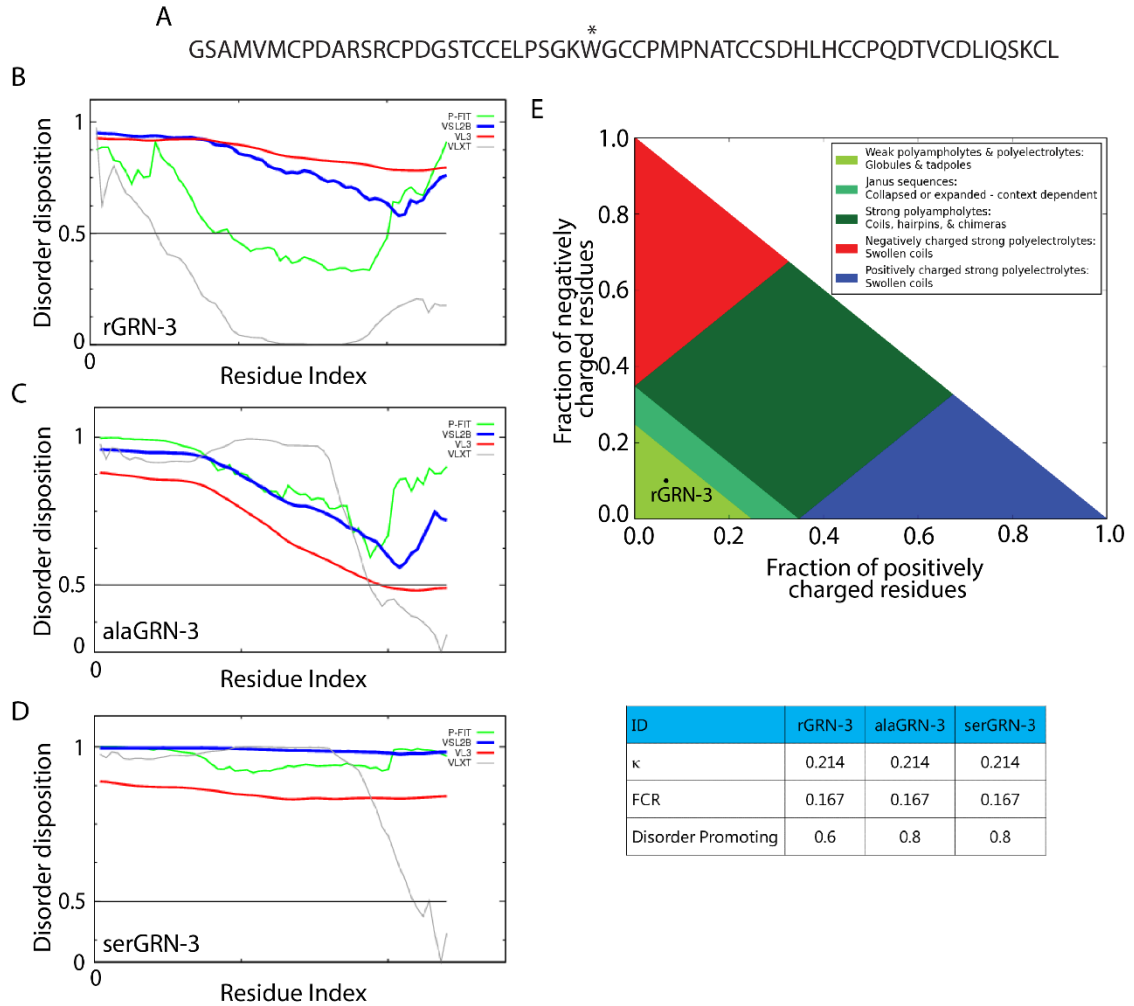 A
*
GSAMVMCPDARSRCPDGSTCCELPSGKWGCCPMPNATCCSDHLHCCPQDTVCDLIQSKCL
B
1
0.5
0
0
Disorder disposition
P-FIT
VSL2B
VL3
VLXT
rGRN-3
Residue Index
C
1
0.5
0
0
Disorder disposition
P-FIT
VSL2B
VL3
VLXT
alaGRN-3
Residue Index
D
1
0.5
0
0
Disorder disposition
P-FIT
VSL2B
VL3
VLXT
serGRN-3
Residue Index
E
1.0
0.8
0.6
0.4
0.2
0.0
Fraction of negatively
charged residues
Weak polyampholytes & polyelectrolytes:
Globules & tadpoles
Janus sequences:
Collapsed or expanded - context dependent
Strong polyampholytes:
Coils, hairpins, & chimeras
Negatively charged strong polyelectrolytes:
Swollen coils
Positively charged strong polyelectrolytes:
Swollen coils
rGRN-3
0.0 0.2 0.4 0.6 0.8 1.0
Fraction of positively
charged residues
ID rGRN-3 alaGRN-3 serGRN-3
κ 0.214 0.214 0.214
FCR 0.167 0.167 0.167
Disorder Promoting 0.6 0.8 0.8